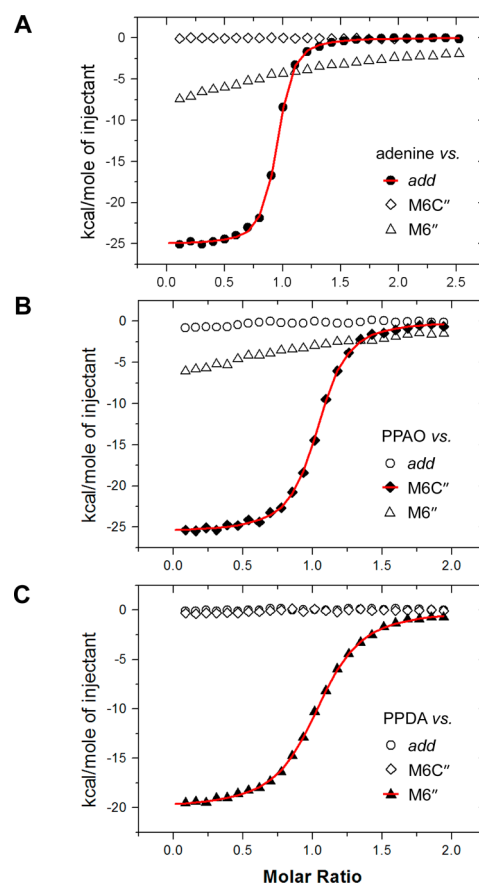 A
kcal/mole of injectant
0
-5
-10
-15
-20
-25
adenine vs.
add
M6C″
M6″
0.0 0.5 1.0 1.5 2.0 2.5
B
kcal/mole of injectant
0
-5
-10
-15
-20
-25
PPAO vs.
add
M6C″
M6″
0.0 0.5 1.0 1.5 2.0
C
kcal/mole of injectant
0
-5
-10
-15
-20
PPDA vs.
add
M6C″
M6″
0.0 0.5 1.0 1.5 2.0
Molar Ratio